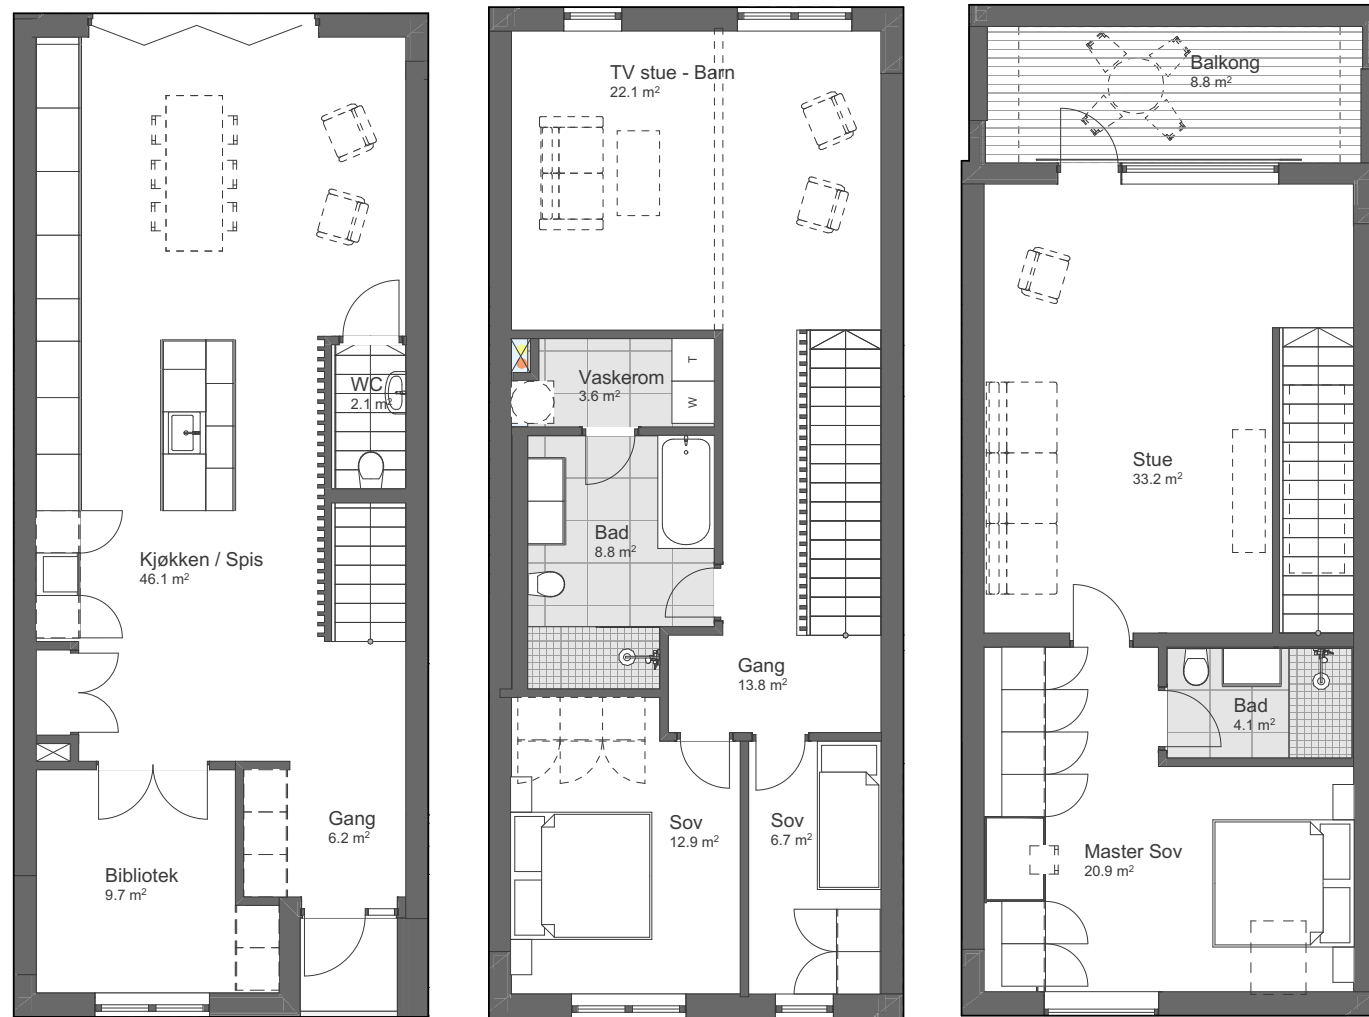 WC
2.1 m²
Kjøkken / Spis
46.1 m²
Gang
6.2 m²
Bibliotek
9.7 m²
TV stue - Barn
22.1 m²
Vaskerom
3.6 m²
T
W
Bad
8.8 m²
Gang
13.8 m²
Sov
12.9 m²
Sov
6.7 m²
Balkong
8.8 m²
Stue
33.2 m²
Bad
4.1 m²
Master Sov
20.9 m²